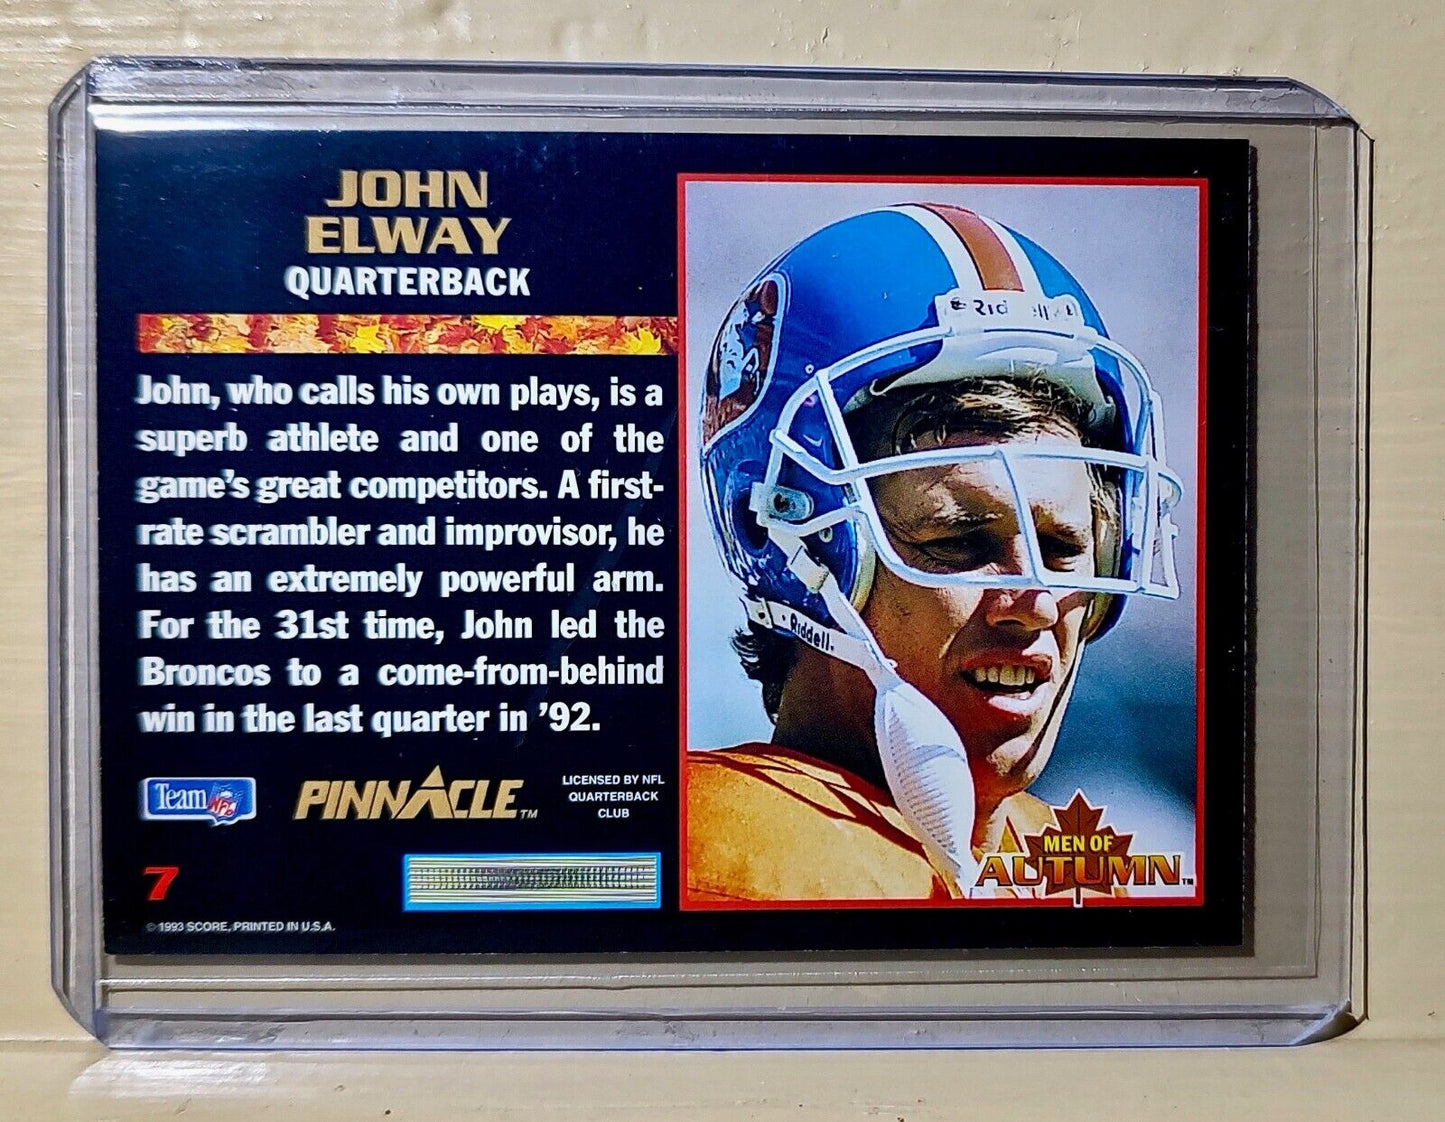 JOHN
ELWAY
QUARTERBACK
John, who calls his own plays, is a
superb athlete and one of the
game's great competitors. A first-
rate scrambler and improvisor, he
has an extremely powerful arm.
For the 31st time, John led the
Broncos to a come-from-behind
win in the last quarter in '92.
Team NFL
PINNACLE™
LICENSED BY NFL
QUARTERBACK
CLUB
7
© 1993 SCORE, PRINTED IN U.S.A.
Riddell
MEN OF
AUTUMN™